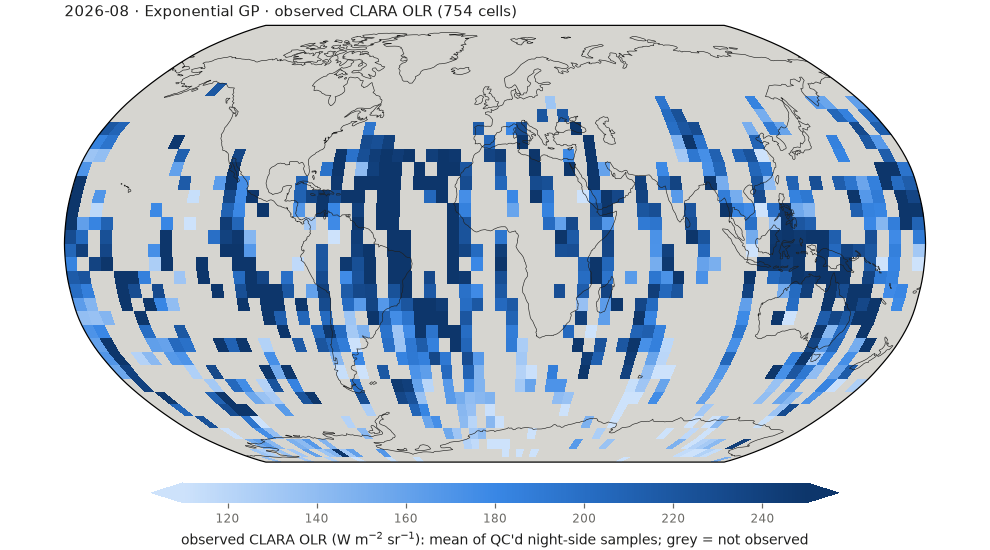 2026-08 · Exponential GP · observed CLARA OLR (754 cells)
120 140 160 180 200 220 240
observed CLARA OLR (W m⁻² sr⁻¹): mean of QC'd night-side samples; grey = not observed